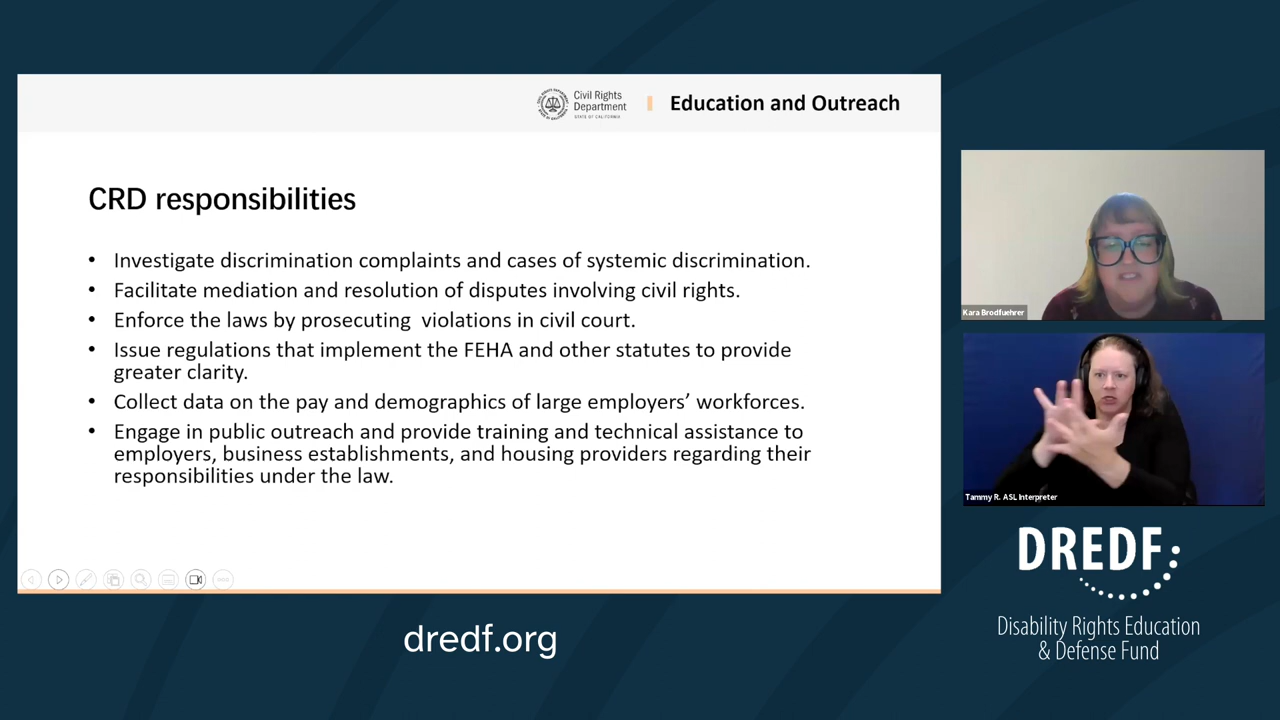 Civil Rights
Department
STATE OF CALIFORNIA
Education and Outreach
CRD responsibilities
• Investigate discrimination complaints and cases of systemic discrimination.
• Facilitate mediation and resolution of disputes involving civil rights.
• Enforce the laws by prosecuting  violations in civil court.
• Issue regulations that implement the FEHA and other statutes to provide
greater clarity.
• Collect data on the pay and demographics of large employers’ workforces.
• Engage in public outreach and provide training and technical assistance to
employers, business establishments, and housing providers regarding their
responsibilities under the law.
Kara Brodfuehrer
Tammy R. ASL Interpreter
DREDF
Disability Rights Education
& Defense Fund
dredf.org